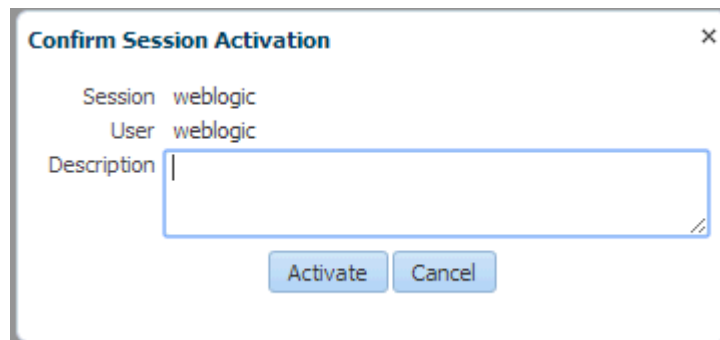 Confirm Session Activation
Session weblogic
User weblogic
Description
Activate Cancel